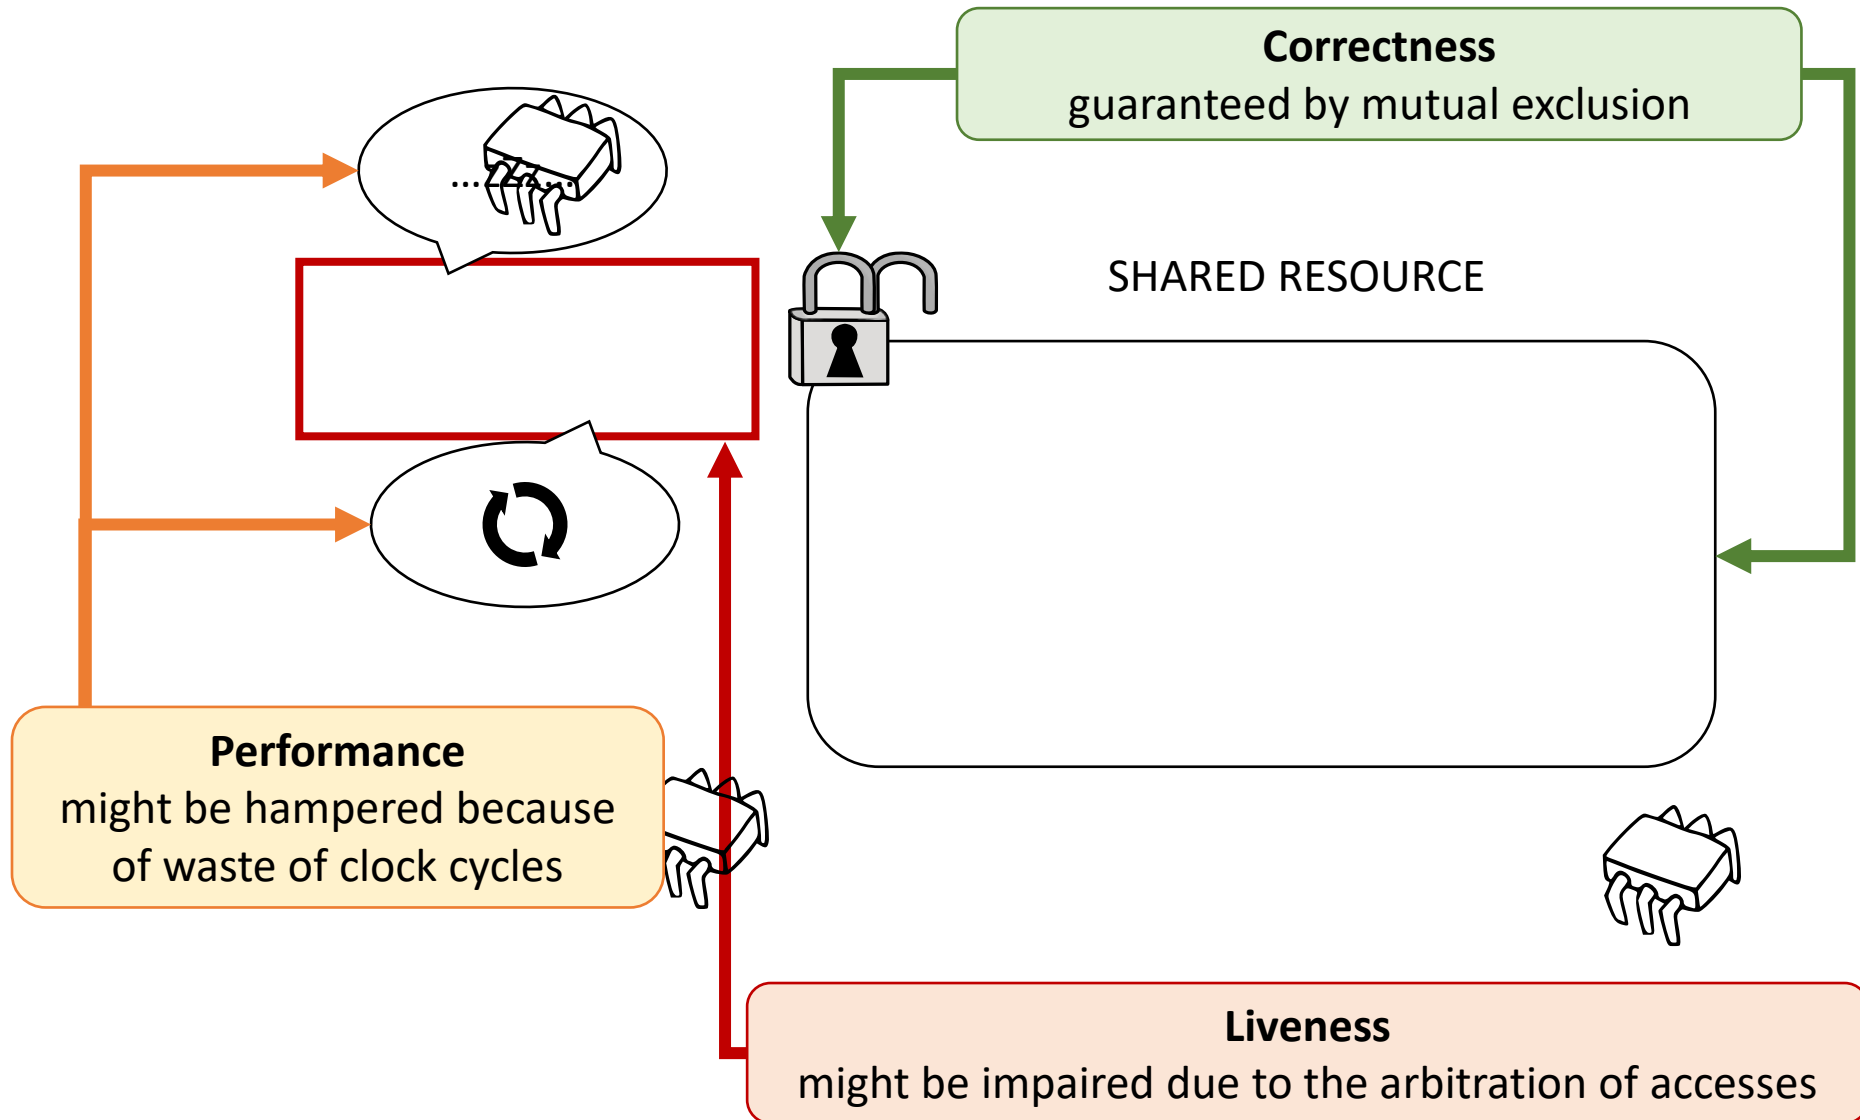 Correctness
guaranteed by mutual exclusion
SHARED RESOURCE
Performance
might be hampered because
of waste of clock cycles
Liveness
might be impaired due to the arbitration of accesses